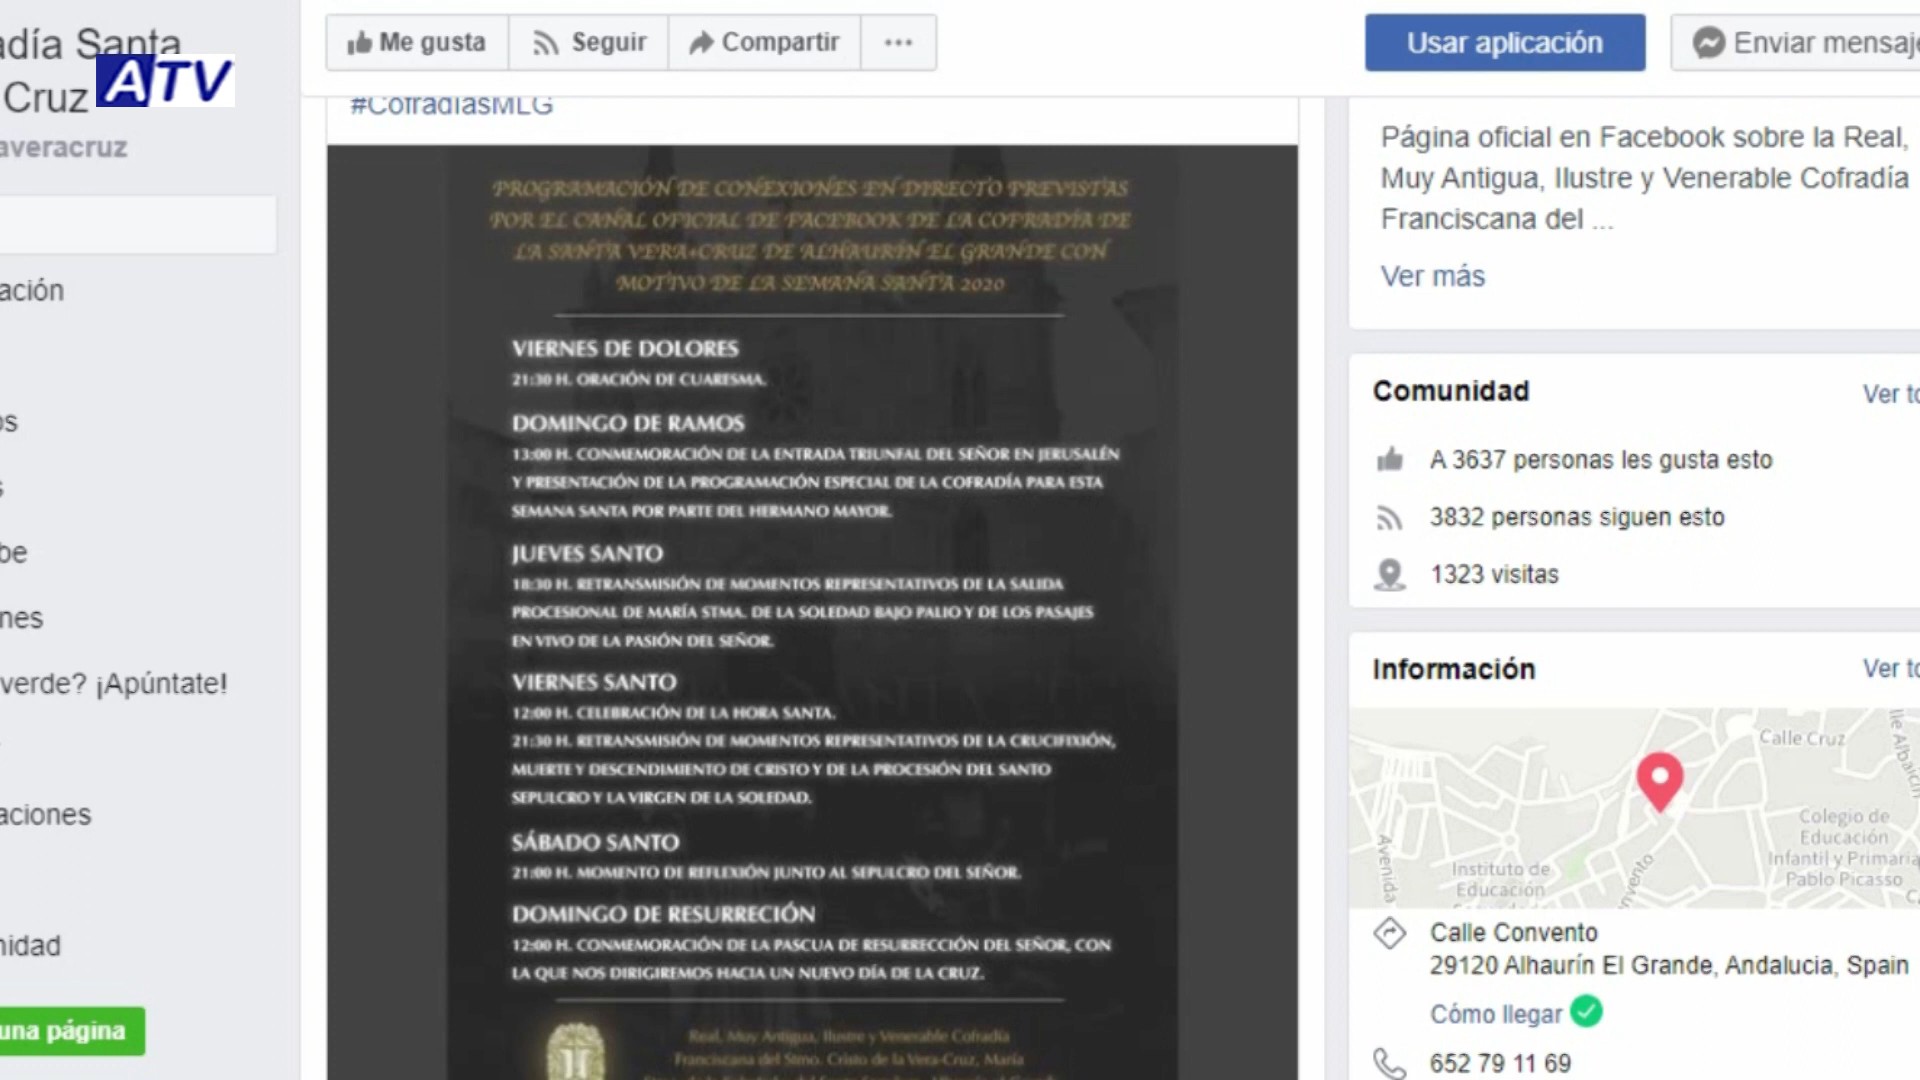 adía Santa
Cruz
ATV
averacruz
ación
os
s
be
nes
verde? ¡Apúntate!
aciones
nidad
una página
Me gusta
Seguir
Compartir
Usar aplicación
Enviar mensaje
#CofradíasMLG
PROGRAMACIÓN DE CONEXIONES EN DIRECTO PREVISTAS
POR EL CANAL OFICIAL DE FACEBOOK DE LA COFRADÍA DE
LA SANTA VERA+CRUZ DE ALHAURÍN EL GRANDE CON
MOTIVO DE LA SEMANA SANTA 2020
VIERNES DE DOLORES
21:30 H. ORACIÓN DE CUARESMA.
DOMINGO DE RAMOS
13:00 H. CONMEMORACIÓN DE LA ENTRADA TRIUNFAL DEL SEÑOR EN JERUSALÉN
Y PRESENTACIÓN DE LA PROGRAMACIÓN ESPECIAL DE LA COFRADÍA PARA ESTA
SEMANA SANTA POR PARTE DEL HERMANO MAYOR.
JUEVES SANTO
18:30 H. RETRANSMISIÓN DE MOMENTOS REPRESENTATIVOS DE LA SALIDA
PROCESIONAL DE MARÍA STMA. DE LA SOLEDAD BAJO PALIO Y DE LOS PASAJES
EN VIVO DE LA PASIÓN DEL SEÑOR.
VIERNES SANTO
12:00 H. CELEBRACIÓN DE LA HORA SANTA.
21:30 H. RETRANSMISIÓN DE MOMENTOS REPRESENTATIVOS DE LA CRUCIFIXIÓN,
MUERTE Y DESCENDIMIENTO DE CRISTO Y DE LA PROCESIÓN DEL SANTO
SEPULCRO Y LA VIRGEN DE LA SOLEDAD.
SÁBADO SANTO
21:00 H. MOMENTO DE REFLEXIÓN JUNTO AL SEPULCRO DEL SEÑOR.
DOMINGO DE RESURRECIÓN
12:00 H. CONMEMORACIÓN DE LA PASCUA DE RESURRECCIÓN DEL SEÑOR, CON
LA QUE NOS DIRIGIREMOS HACIA UN NUEVO DÍA DE LA CRUZ.
Real, Muy Antigua, Ilustre y Venerable Cofradía
Franciscana del Stmo. Cristo de la Vera-Cruz, María
Página oficial en Facebook sobre la Real,
Muy Antigua, Ilustre y Venerable Cofradía
Franciscana del ...
Ver más
Comunidad
Ver to
A 3637 personas les gusta esto
3832 personas siguen esto
1323 visitas
Información
Ver to
Calle Cruz
lle Albaicín
Colegio de
Educación
Infantil y Primaria
Pablo Picasso
Avenida
Instituto de
Educación
nvento
Calle Convento
29120 Alhaurín El Grande, Andalucia, Spain
Cómo llegar
652 79 11 69